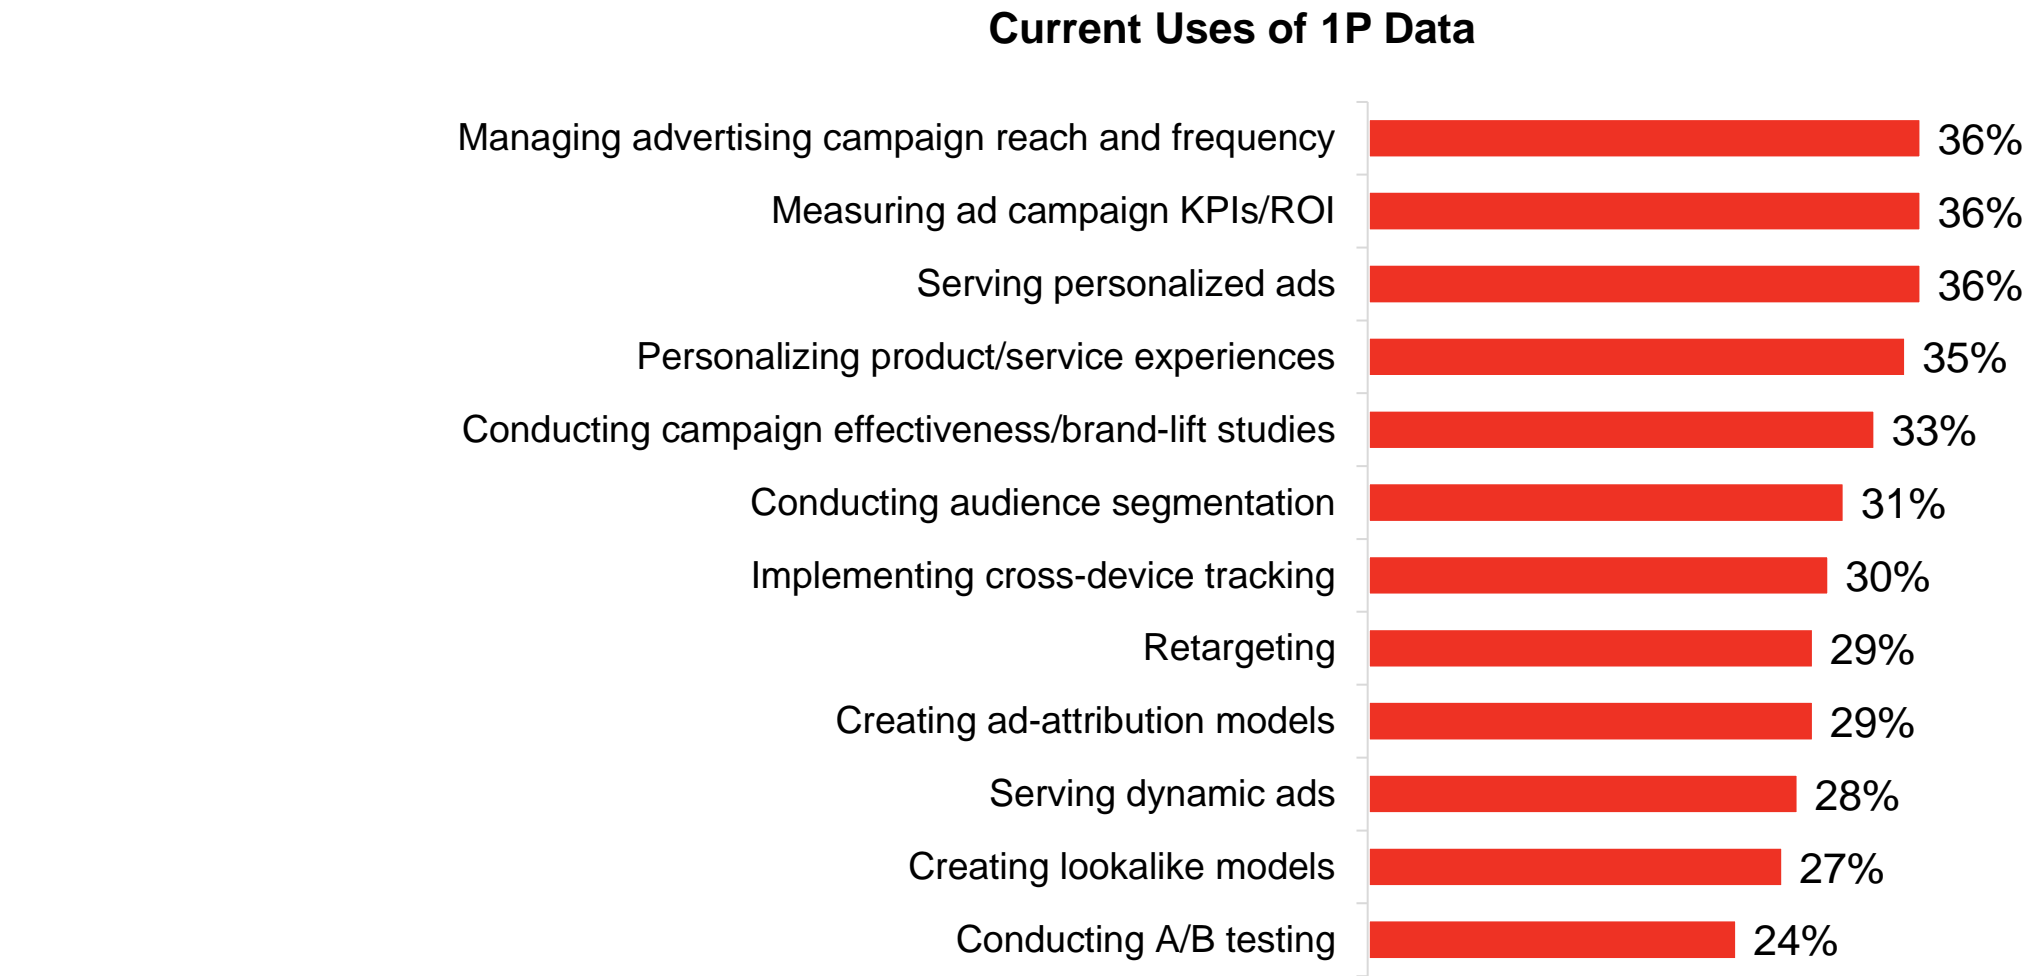 Current Uses of 1P Data
Managing advertising campaign reach and frequency 36%
Measuring ad campaign KPIs/ROI 36%
Serving personalized ads 36%
Personalizing product/service experiences 35%
Conducting campaign effectiveness/brand-lift studies 33%
Conducting audience segmentation 31%
Implementing cross-device tracking 30%
Retargeting 29%
Creating ad-attribution models 29%
Serving dynamic ads 28%
Creating lookalike models 27%
Conducting A/B testing 24%